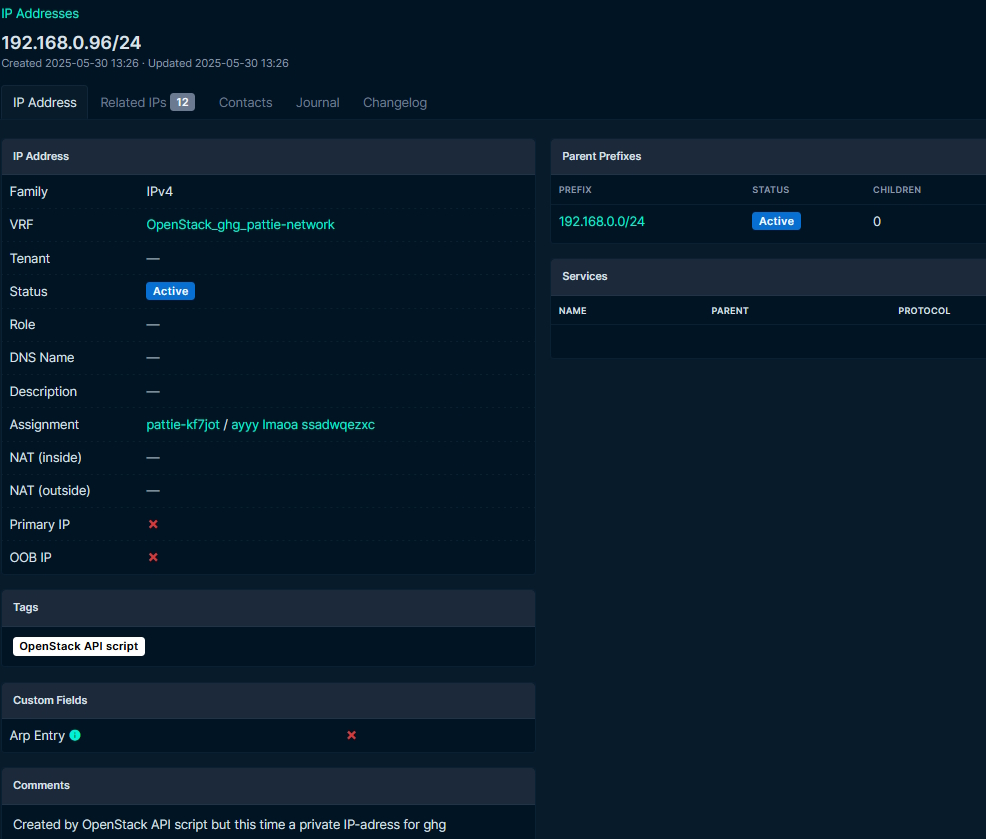 IP Addresses
192.168.0.96/24
Created 2025-05-30 13:26 · Updated 2025-05-30 13:26
IP Address Related IPs 12 Contacts Journal Changelog
IP Address
Family IPv4
VRF OpenStack_ghg_pattie-network
Tenant —
Status Active
Role —
DNS Name —
Description —
Assignment pattie-kf7jot / ayyy lmaoa ssadwqezxc
NAT (inside) —
NAT (outside) —
Primary IP
OOB IP
Tags
OpenStack API script
Custom Fields
Arp Entry
Comments
Created by OpenStack API script but this time a private IP-adress for ghg
Parent Prefixes
PREFIX STATUS CHILDREN
192.168.0.0/24 Active 0
Services
NAME PARENT PROTOCOL